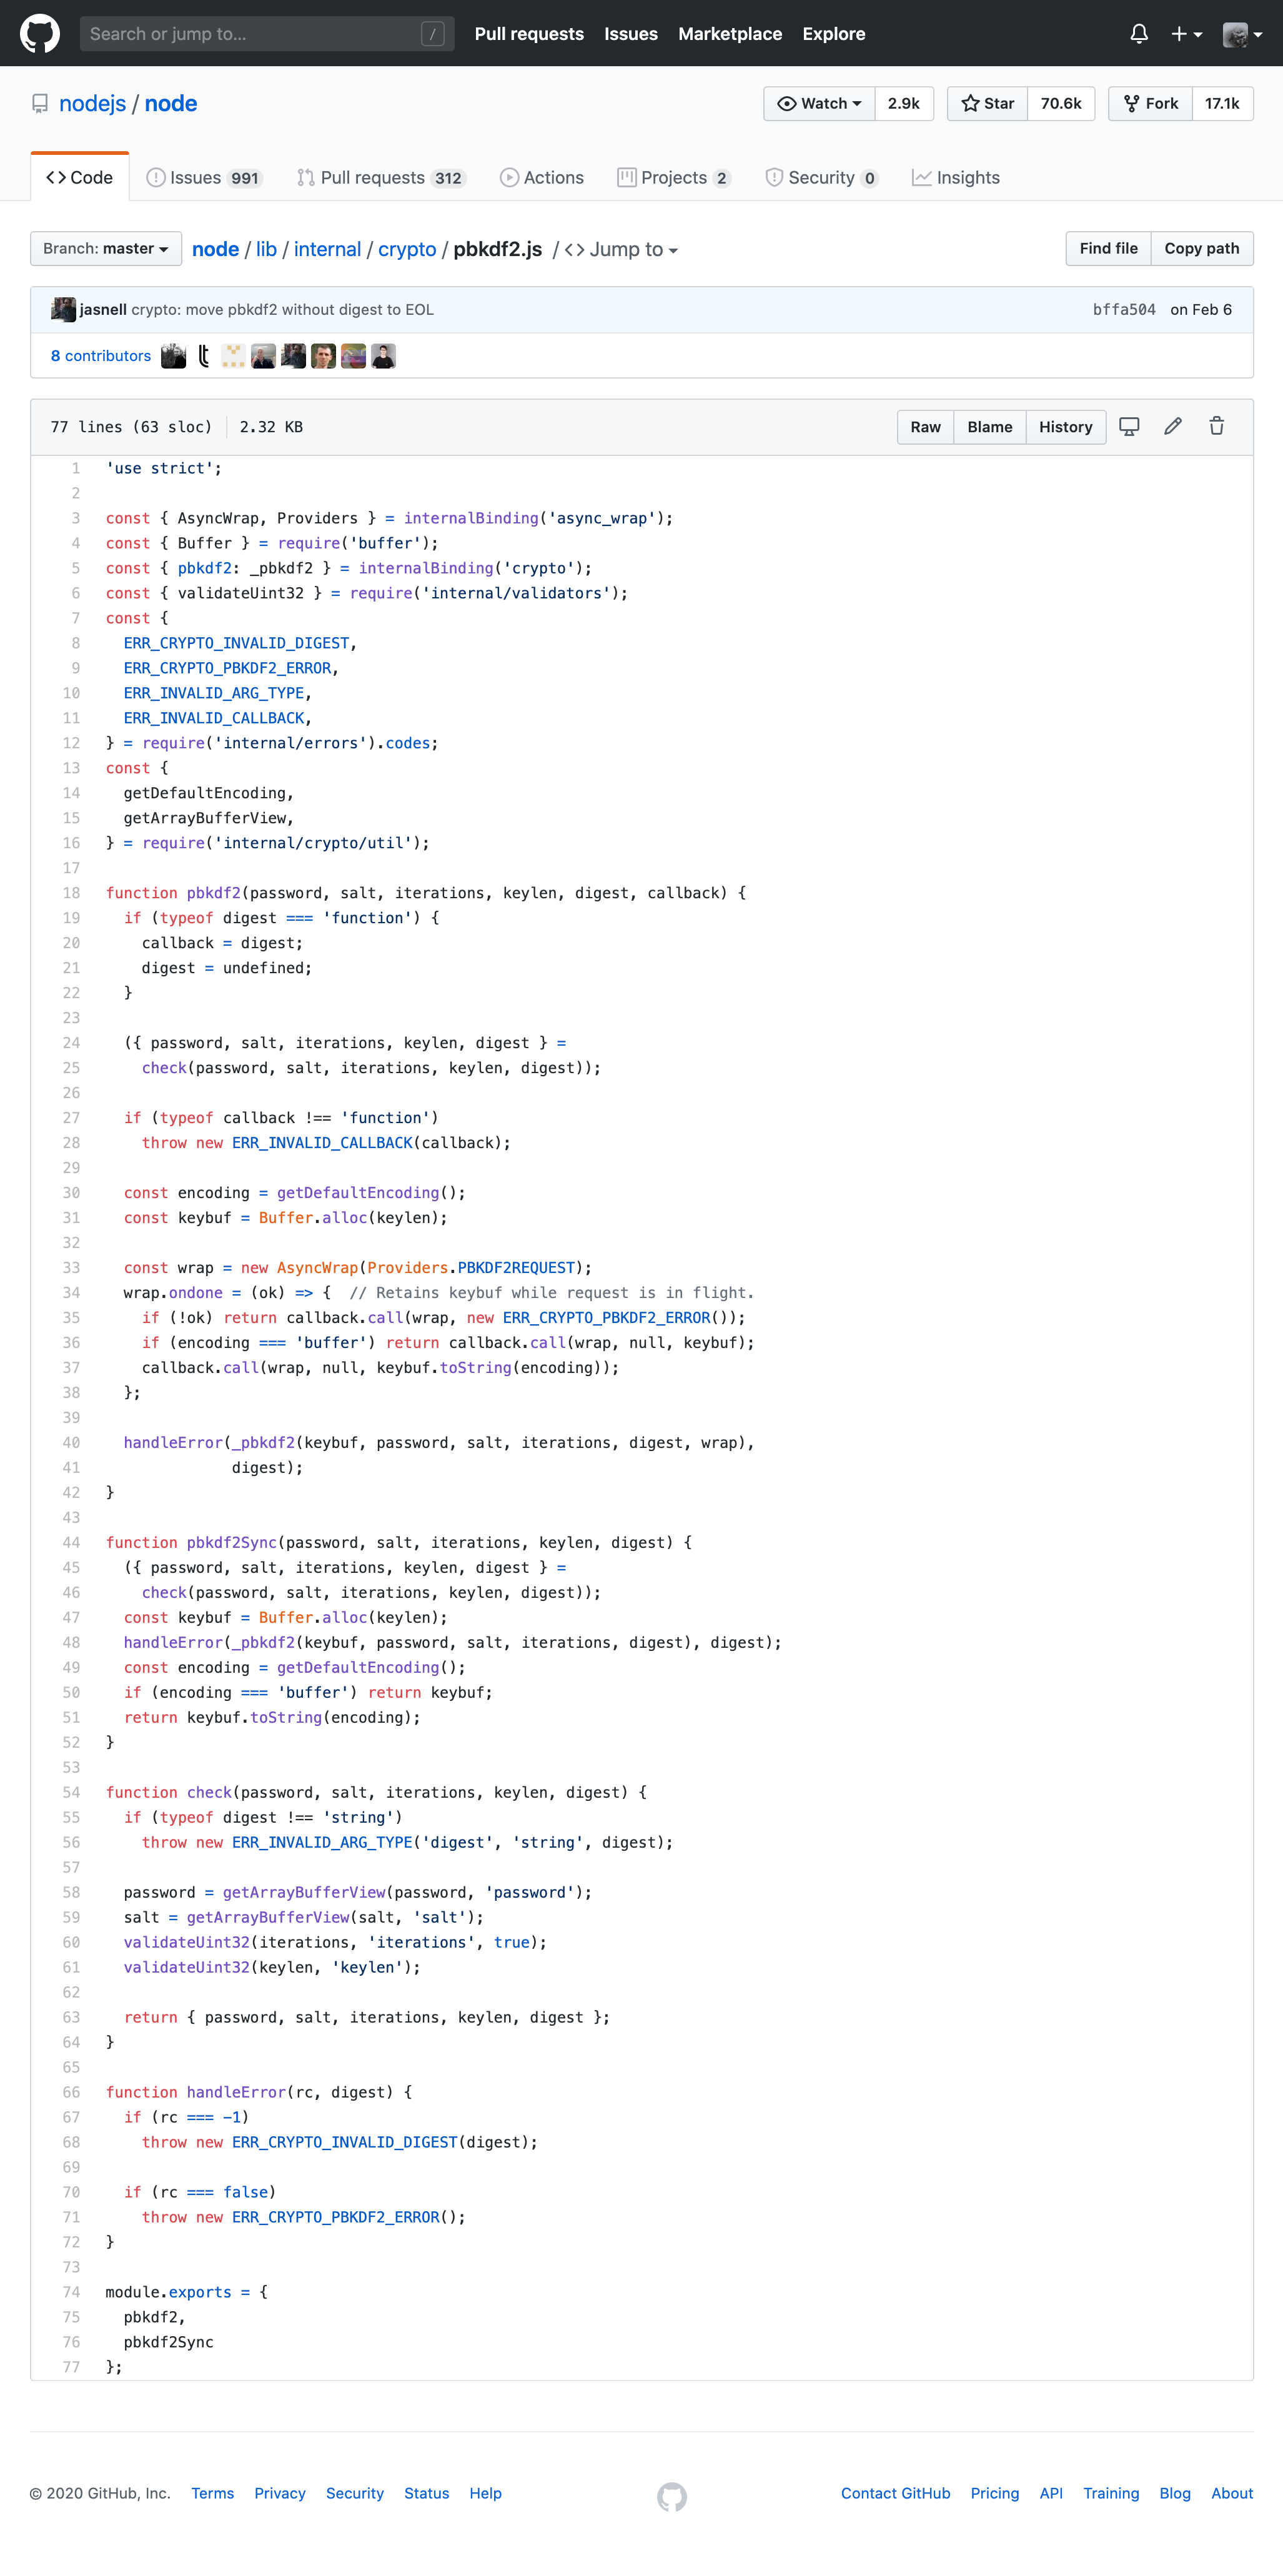 Search or jump to... / Pull requests Issues Marketplace Explore
nodejs / node Watch 2.9k Star 70.6k Fork 17.1k
Code Issues 991 Pull requests 312 Actions Projects 2 Security 0 Insights
Branch: master node / lib / internal / crypto / pbkdf2.js / Jump to Find file Copy path
jasnell crypto: move pbkdf2 without digest to EOL bffa504 on Feb 6
8 contributors
77 lines (63 sloc) 2.32 KB Raw Blame History
1 'use strict';
2
3 const { AsyncWrap, Providers } = internalBinding('async_wrap');
4 const { Buffer } = require('buffer');
5 const { pbkdf2: _pbkdf2 } = internalBinding('crypto');
6 const { validateUint32 } = require('internal/validators');
7 const {
8   ERR_CRYPTO_INVALID_DIGEST,
9   ERR_CRYPTO_PBKDF2_ERROR,
10   ERR_INVALID_ARG_TYPE,
11   ERR_INVALID_CALLBACK,
12 } = require('internal/errors').codes;
13 const {
14   getDefaultEncoding,
15   getArrayBufferView,
16 } = require('internal/crypto/util');
17
18 function pbkdf2(password, salt, iterations, keylen, digest, callback) {
19   if (typeof digest === 'function') {
20     callback = digest;
21     digest = undefined;
22   }
23
24   ({ password, salt, iterations, keylen, digest } =
25     check(password, salt, iterations, keylen, digest));
26
27   if (typeof callback !== 'function')
28     throw new ERR_INVALID_CALLBACK(callback);
29
30   const encoding = getDefaultEncoding();
31   const keybuf = Buffer.alloc(keylen);
32
33   const wrap = new AsyncWrap(Providers.PBKDF2REQUEST);
34   wrap.ondone = (ok) => {  // Retains keybuf while request is in flight.
35     if (!ok) return callback.call(wrap, new ERR_CRYPTO_PBKDF2_ERROR());
36     if (encoding === 'buffer') return callback.call(wrap, null, keybuf);
37     callback.call(wrap, null, keybuf.toString(encoding));
38   };
39
40   handleError(_pbkdf2(keybuf, password, salt, iterations, digest, wrap),
41               digest);
42 }
43
44 function pbkdf2Sync(password, salt, iterations, keylen, digest) {
45   ({ password, salt, iterations, keylen, digest } =
46     check(password, salt, iterations, keylen, digest));
47   const keybuf = Buffer.alloc(keylen);
48   handleError(_pbkdf2(keybuf, password, salt, iterations, digest), digest);
49   const encoding = getDefaultEncoding();
50   if (encoding === 'buffer') return keybuf;
51   return keybuf.toString(encoding);
52 }
53
54 function check(password, salt, iterations, keylen, digest) {
55   if (typeof digest !== 'string')
56     throw new ERR_INVALID_ARG_TYPE('digest', 'string', digest);
57
58   password = getArrayBufferView(password, 'password');
59   salt = getArrayBufferView(salt, 'salt');
60   validateUint32(iterations, 'iterations', true);
61   validateUint32(keylen, 'keylen');
62
63   return { password, salt, iterations, keylen, digest };
64 }
65
66 function handleError(rc, digest) {
67   if (rc === -1)
68     throw new ERR_CRYPTO_INVALID_DIGEST(digest);
69
70   if (rc === false)
71     throw new ERR_CRYPTO_PBKDF2_ERROR();
72 }
73
74 module.exports = {
75   pbkdf2,
76   pbkdf2Sync
77 };
© 2020 GitHub, Inc. Terms Privacy Security Status Help Contact GitHub Pricing API Training Blog About